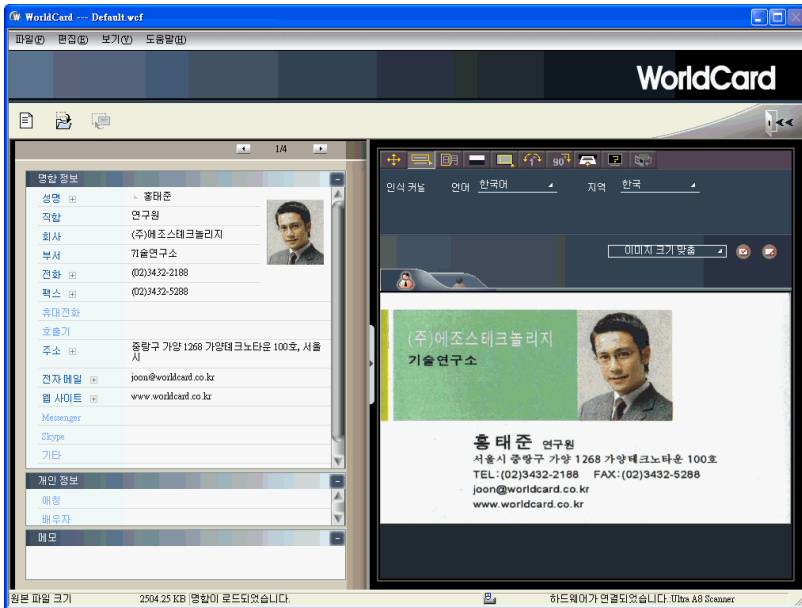 WorldCard --- Default.wcf
파일(F) 편집(E) 보기(V) 도움말(H)
WorldCard
1/4
명함 정보
성명 홍태준
직함 연구원
회사 (주)에조스테크놀리지
부서 7l술연구소
전화 (02)3432-2188
팩스 (02)3432-5288
휴대전화
호출기
주소 중랑구 가양 1268 가양테크노타운 100호, 서울
시
전자 메일 joon@worldcard.co.kr
웹 사이트 www.worldcard.co.kr
Messenger
Skype
기타
개인 정보
애칭
배우자
메모
인식 커널 언어 한국어 지역 한국
이미지 크기 맞춤
(주)에조스테크놀리지
기술연구소
홍태준 연구원
서울시 중랑구 가양 1268 가양테크노타운 100호
TEL:(02)3432-2188 FAX:(02)3432-5288
joon@worldcard.co.kr
www.worldcard.co.kr
원본 파일 크기 2504.25 KB 명함이 로드되었습니다. 하드웨어가 연결되었습니다.:Ultra A8 Scanner